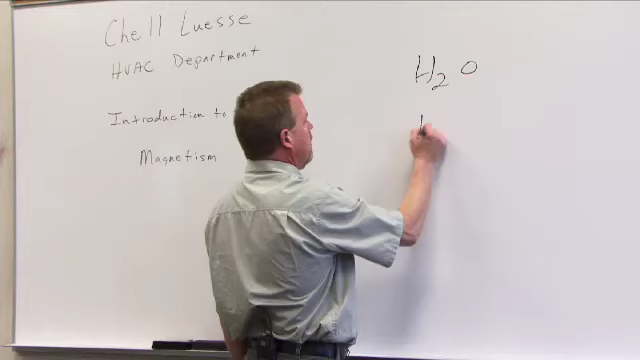 Chell Luesse
HVAC Department
Introduction to
Magnetism
H₂O